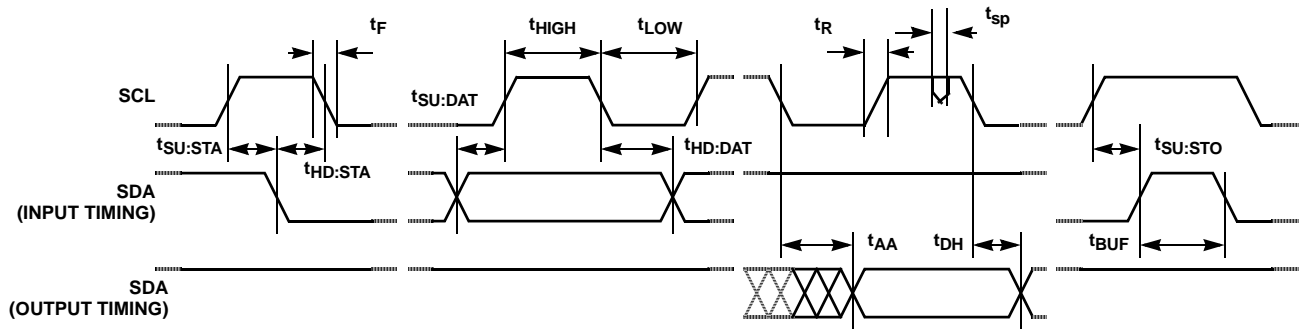 tF
tHIGH
tLOW
tR
tsp
SCL
tSU:DAT
tSU:STA
tHD:STA
tHD:DAT
tSU:STO
SDA
(INPUT TIMING)
tAA
tDH
tBUF
SDA
(OUTPUT TIMING)